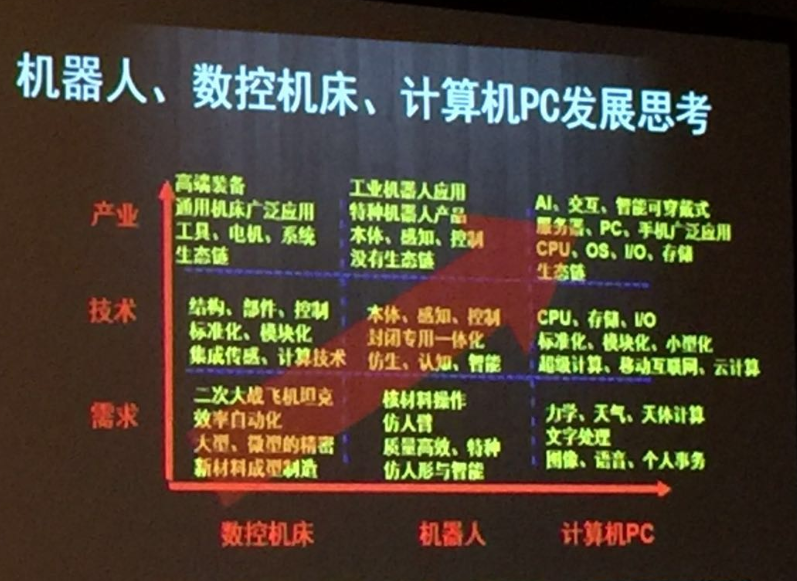 机器人、数控机床、计算机PC发展思考
产业
高端装备
通用机床广泛应用
工具、电机、系统
生态链
工业机器人应用
特种机器人产品
本体、感知、控制
没有生态链
AI、交互、智能可穿戴式
服务器、PC、手机广泛应用
CPU、OS、I/O、存储
生态链
技术
结构、部件、控制
标准化、模块化
集成传感、计算技术
本体、感知、控制
封闭专用一体化
仿生、认知、智能
CPU、存储、I/O
标准化、模块化、小型化
超级计算、移动互联网、云计算
需求
二次大战飞机坦克
效率自动化
大型、微型的精密
新材料成型制造
核材料操作
仿人臂
质量高效、特种
仿人形与智能
力学、天气、天体计算
文字处理
图像、语言、个人事务
数控机床
机器人
计算机PC